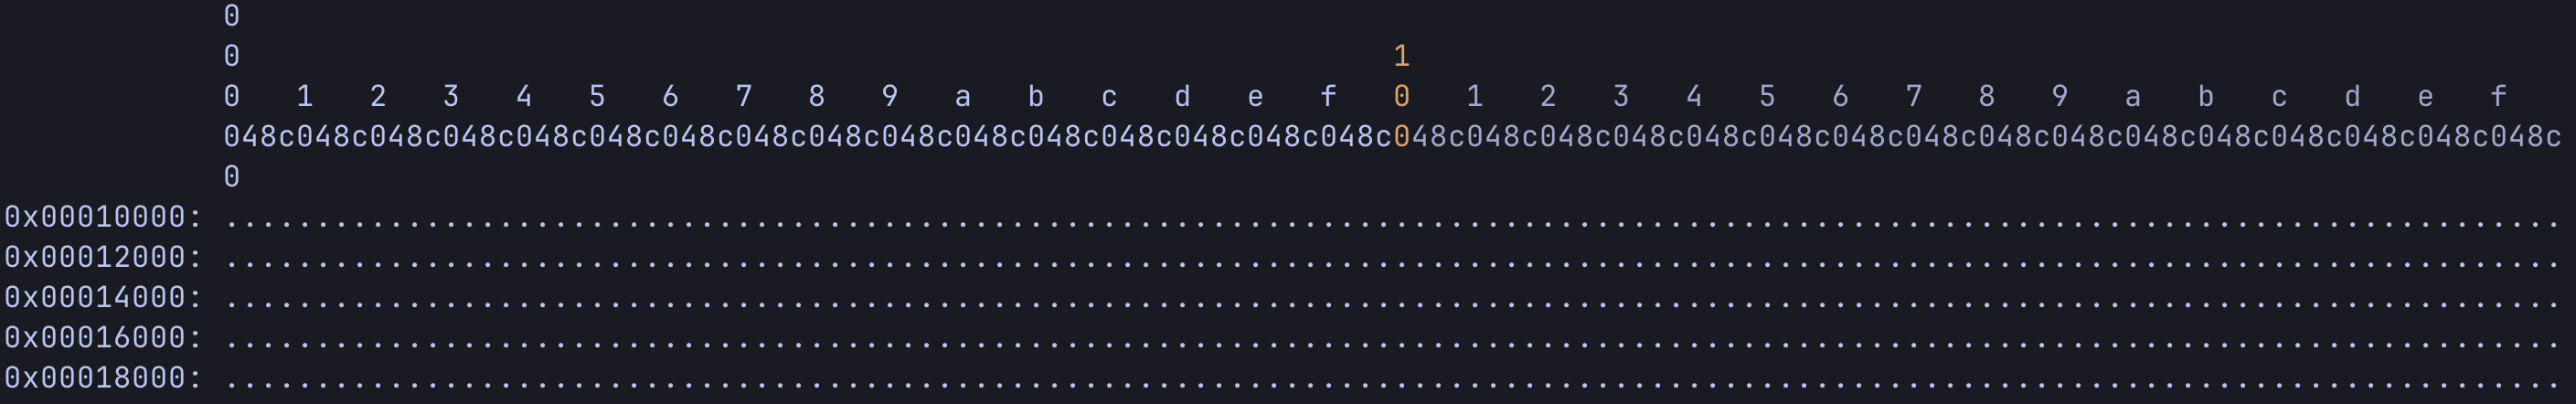 0
            0                                                               1
            0   1   2   3   4   5   6   7   8   9   a   b   c   d   e   f   0   1   2   3   4   5   6   7   8   9   a   b   c   d   e   f
            048c048c048c048c048c048c048c048c048c048c048c048c048c048c048c048c048c048c048c048c048c048c048c048c048c048c048c048c048c048c048c048c
            0
0x00010000: ................................................................................................................................
0x00012000: ................................................................................................................................
0x00014000: ................................................................................................................................
0x00016000: ................................................................................................................................
0x00018000: ................................................................................................................................